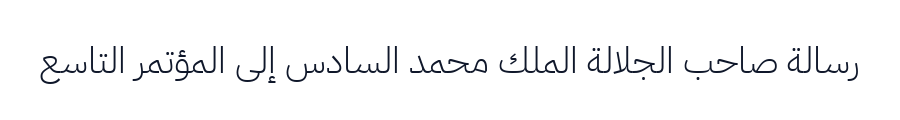 رسالة صاحب الجلالة الملك محمد السادس إلى المؤتمر التاسع